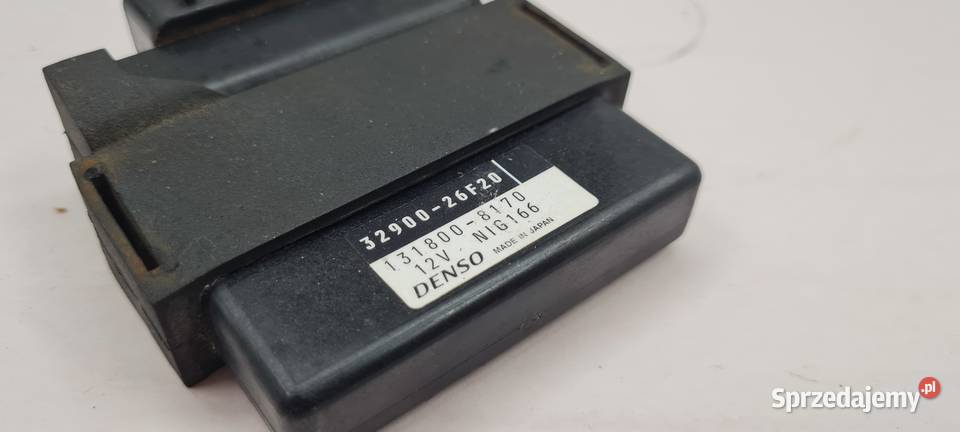 32900-26F20
131800-8170
12V NIG166
DENSO MADE IN JAPAN
Sprzedajemy.pl